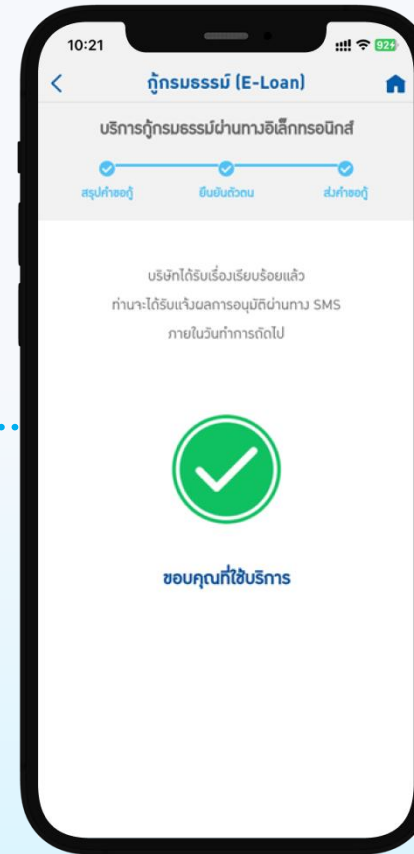 10:21
92
กู้กรมธรรม์ (E-Loan)
บริการกู้กรมธรรม์ผ่านทางอิเล็กทรอนิกส์
สรุปคำขอกู้ ยืนยันตัวตน ส่งคำขอกู้
บริษัทได้รับเรื่องเรียบร้อยแล้ว
ท่านจะได้รับแจ้งผลการอนุมัติผ่านทาง SMS
ภายในวันทำการถัดไป
ขอบคุณที่ใช้บริการ